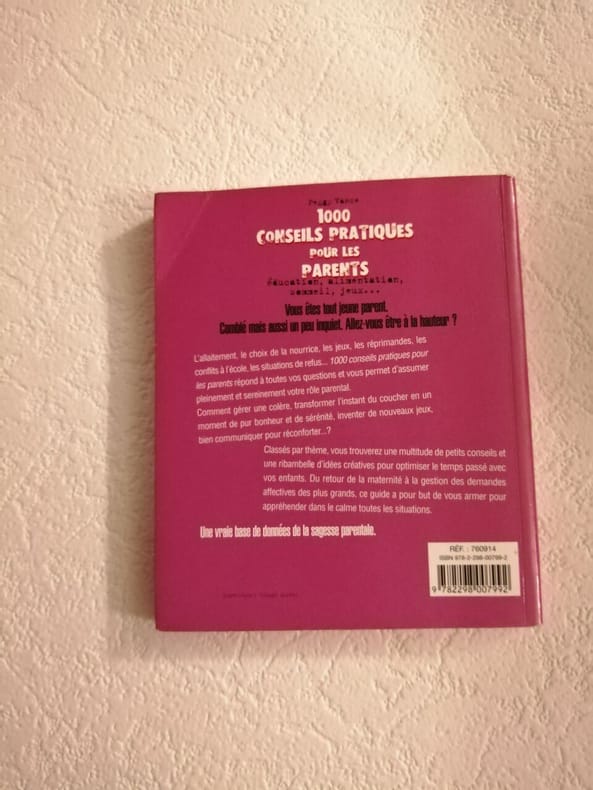 Peggy Vance
1000
CONSEILS PRATIQUES
POUR LES
PARENTS
éducation, alimentation,
sommeil, jeux...
Vous êtes tout jeune parent.
Comblé mais aussi un peu inquiet. Allez-vous être à la hauteur ?
L'allaitement, le choix de la nourrice, les jeux, les réprimandes, les
conflits à l'école, les situations de refus... 1000 conseils pratiques pour
les parents répond à toutes vos questions et vous permet d'assumer
pleinement et sereinement votre rôle parental.
Comment gérer une colère, transformer l'instant du coucher en un
moment de pur bonheur et de sérénité, inventer de nouveaux jeux,
bien communiquer pour réconforter...?
Classés par thème, vous trouverez une multitude de petits conseils et
une ribambelle d'idées créatives pour optimiser le temps passé avec
vos enfants. Du retour de la maternité à la gestion des demandes
affectives des plus grands, ce guide a pour but de vous armer pour
appréhender dans le calme toutes les situations.
Une vraie base de données de la sagesse parentale.
RÉF. : 760914
ISBN 978-2-298-00799-2
9 782298 007992